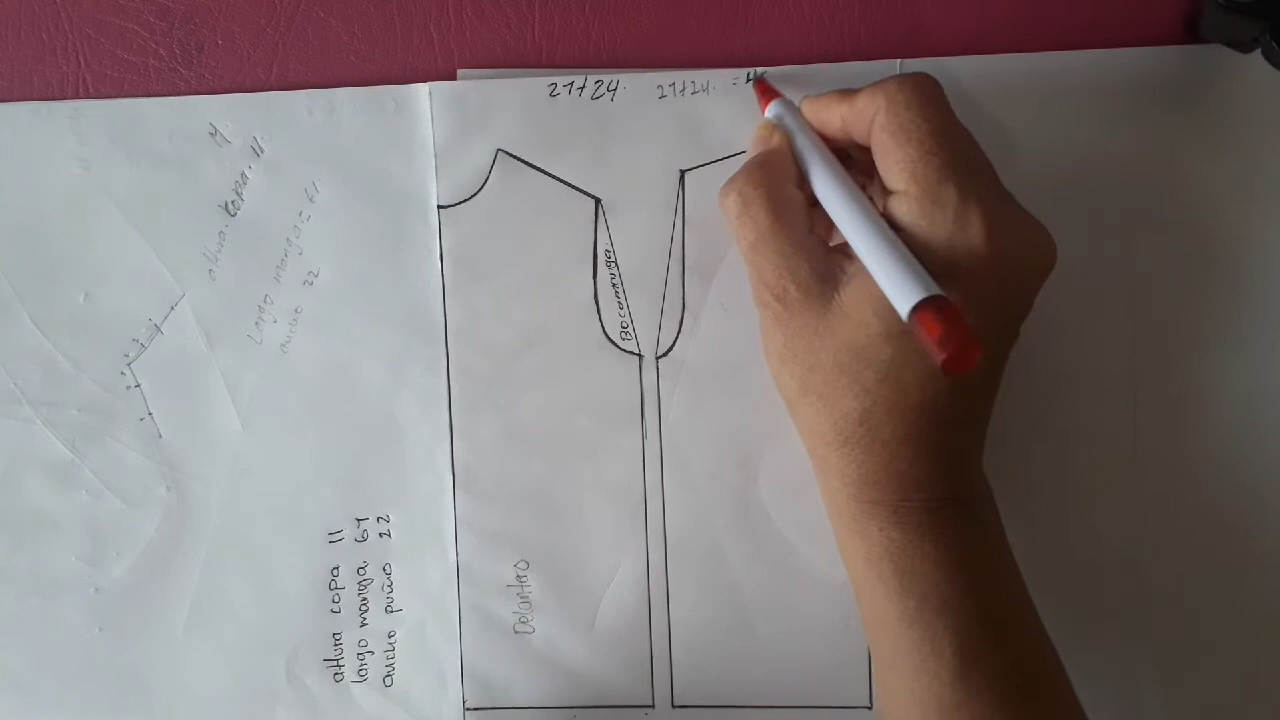 21+24.
21+24. = 4
M
altura. copa. 11.
Largo manga = 61
ancho 22
Bocamanga.
altura copa 11
largo manga 61
ancho puño 22
Delantero